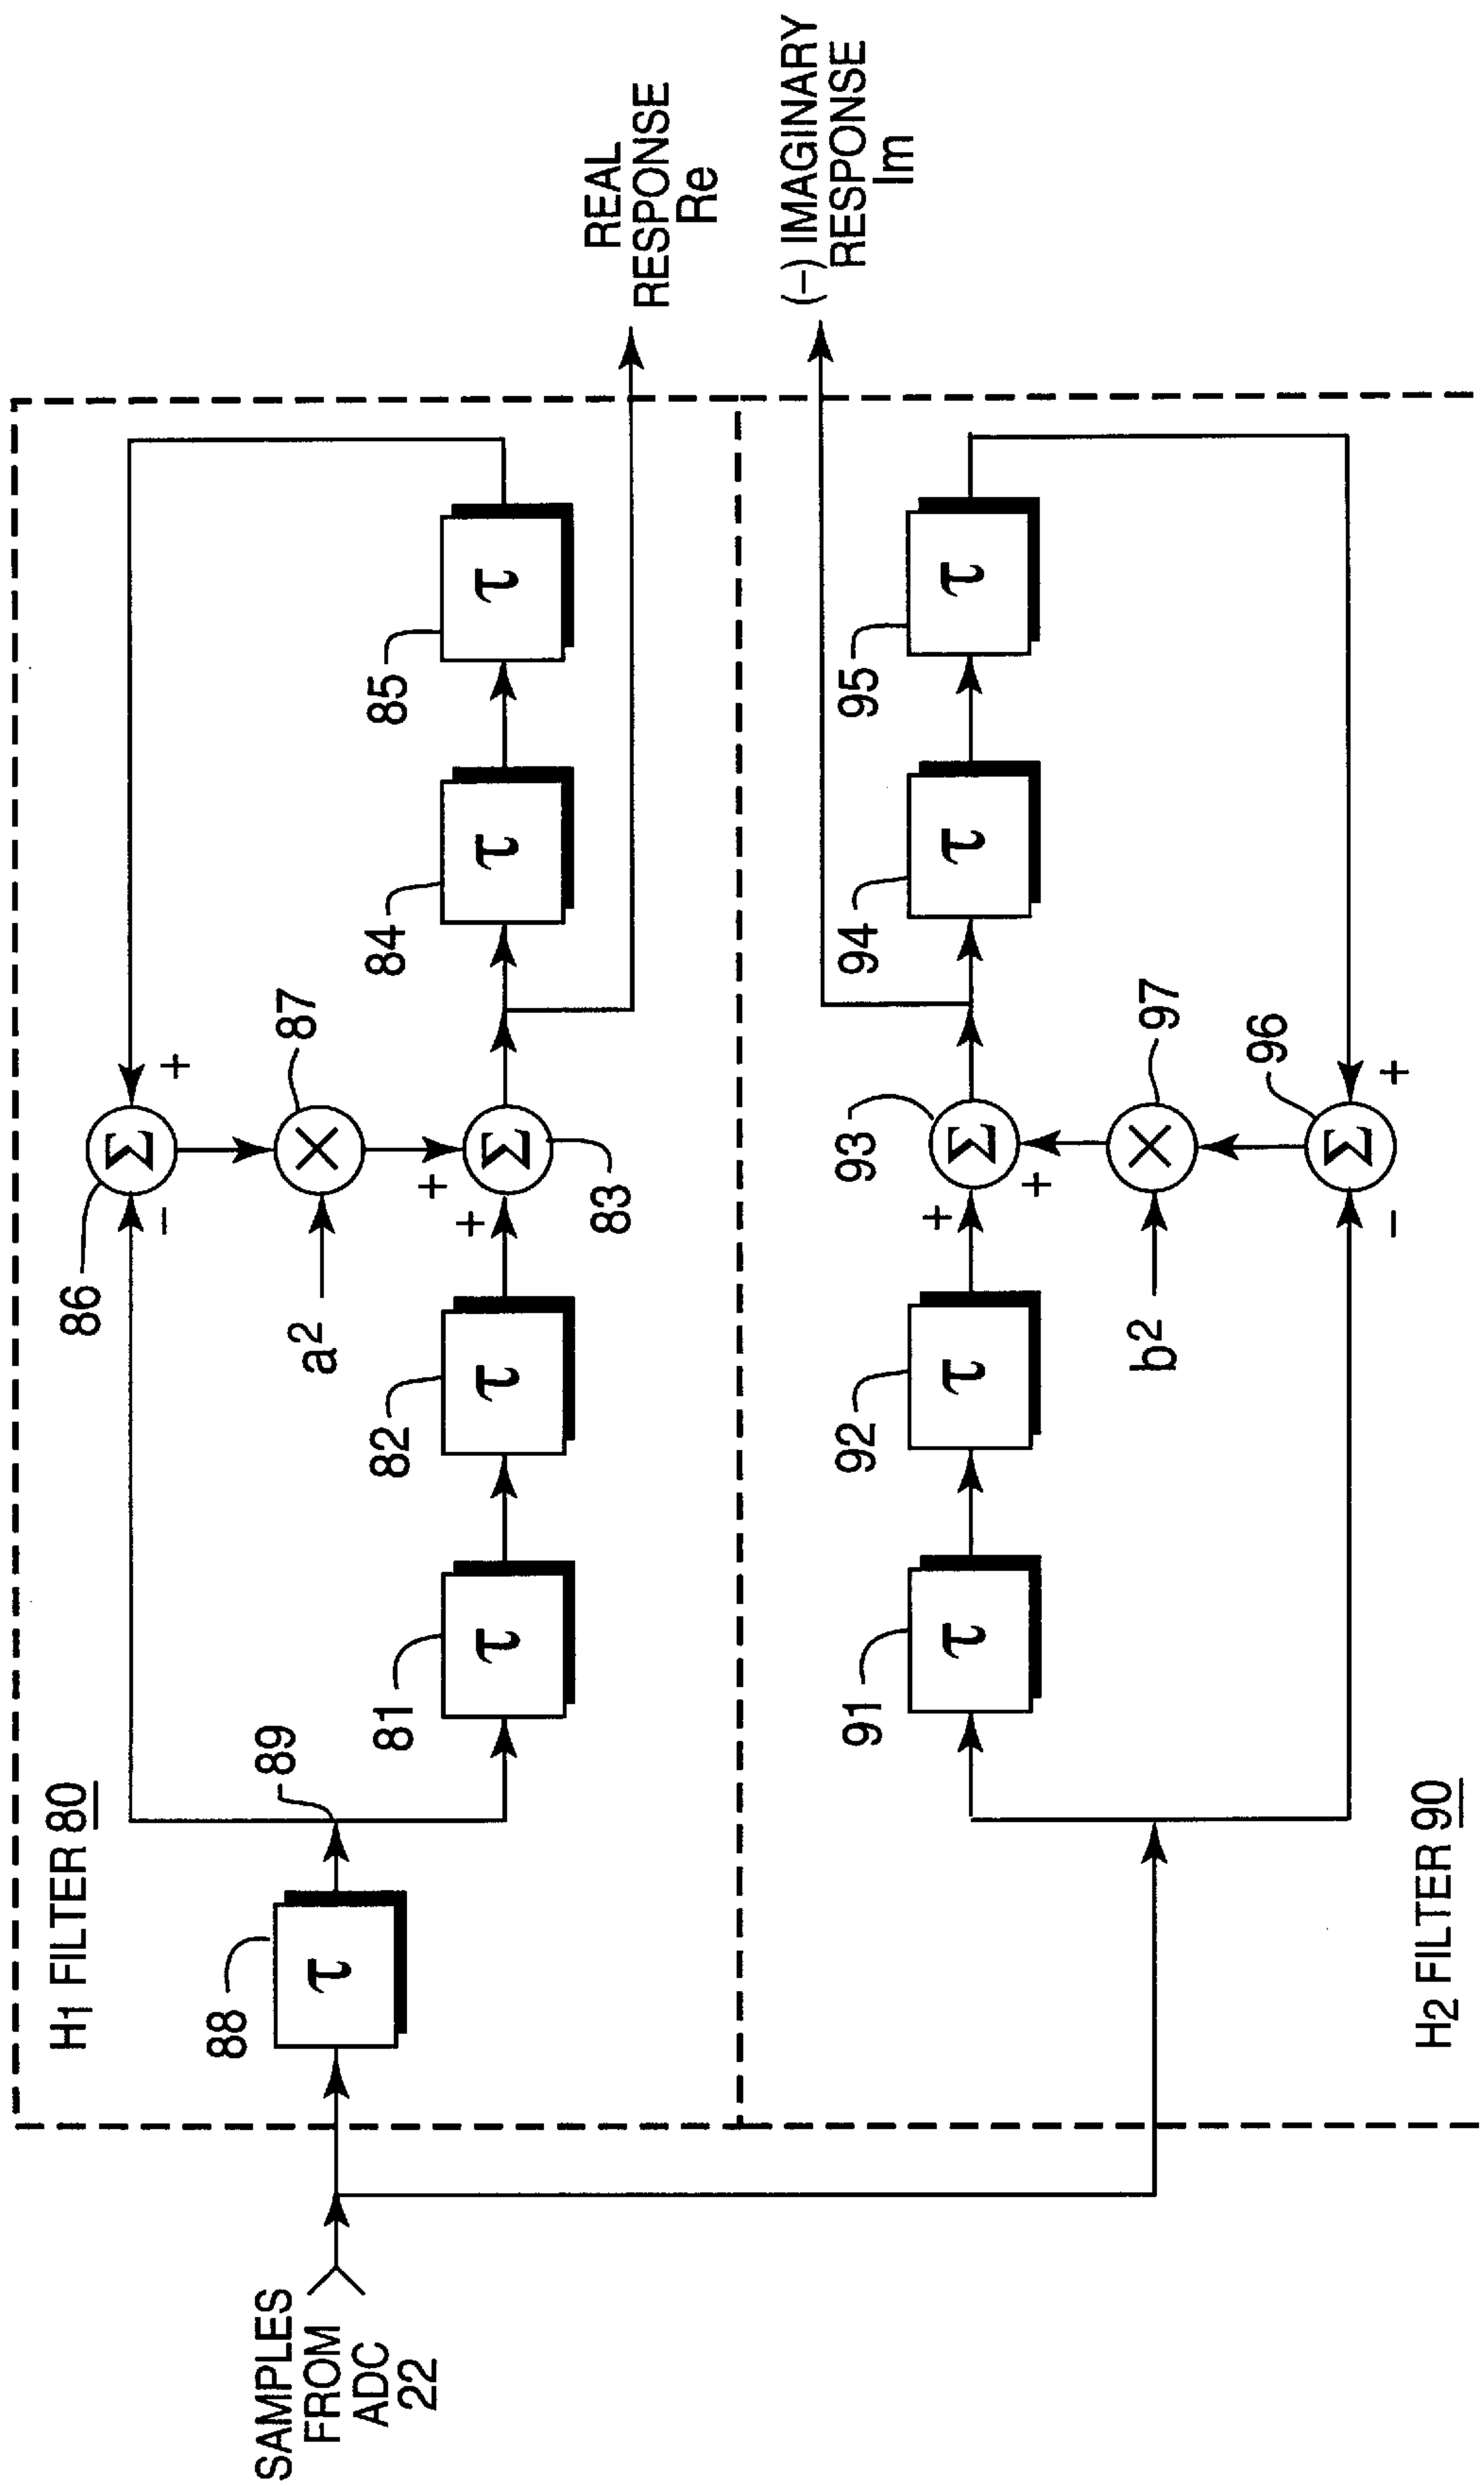 H1 FILTER 80
SAMPLES
FROM
ADC
22
88
τ
89
86
Σ
−
+
a2
×
87
81
τ
82
τ
+
+
Σ
83
84
τ
85
τ
REAL
RESPONSE
Re
(−) IMAGINARY
RESPONSE
Im
91
τ
92
τ
93
+
Σ
+
94
τ
95
τ
b2
×
97
96
Σ
−
+
H2 FILTER 90